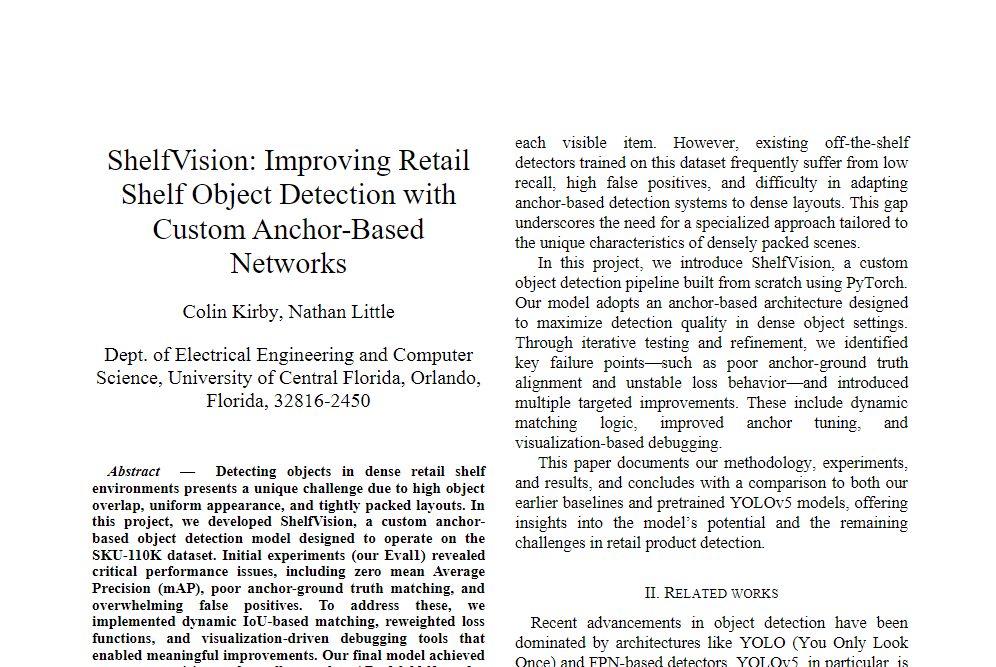 ShelfVision: Improving Retail
Shelf Object Detection with
Custom Anchor-Based
Networks
Colin Kirby, Nathan Little
Dept. of Electrical Engineering and Computer
Science, University of Central Florida, Orlando,
Florida, 32816-2450
Abstract — Detecting objects in dense retail shelf
environments presents a unique challenge due to high object
overlap, uniform appearance, and tightly packed layouts. In
this project, we developed ShelfVision, a custom anchor-
based object detection model designed to operate on the
SKU-110K dataset. Initial experiments (our Eval1) revealed
critical performance issues, including zero mean Average
Precision (mAP), poor anchor-ground truth matching, and
overwhelming false positives. To address these, we
implemented dynamic IoU-based matching, reweighted loss
functions, and visualization-driven debugging tools that
enabled meaningful improvements. Our final model achieved
each visible item. However, existing off-the-shelf
detectors trained on this dataset frequently suffer from low
recall, high false positives, and difficulty in adapting
anchor-based detection systems to dense layouts. This gap
underscores the need for a specialized approach tailored to
the unique characteristics of densely packed scenes.
In this project, we introduce ShelfVision, a custom
object detection pipeline built from scratch using PyTorch.
Our model adopts an anchor-based architecture designed
to maximize detection quality in dense object settings.
Through iterative testing and refinement, we identified
key failure points—such as poor anchor-ground truth
alignment and unstable loss behavior—and introduced
multiple targeted improvements. These include dynamic
matching logic, improved anchor tuning, and
visualization-based debugging.
This paper documents our methodology, experiments,
and results, and concludes with a comparison to both our
earlier baselines and pretrained YOLOv5 models, offering
insights into the model's potential and the remaining
challenges in retail product detection.
II. RELATED WORKS
Recent advancements in object detection have been
dominated by architectures like YOLO (You Only Look
Once) and FPN-based detectors. YOLOv5, in particular, is